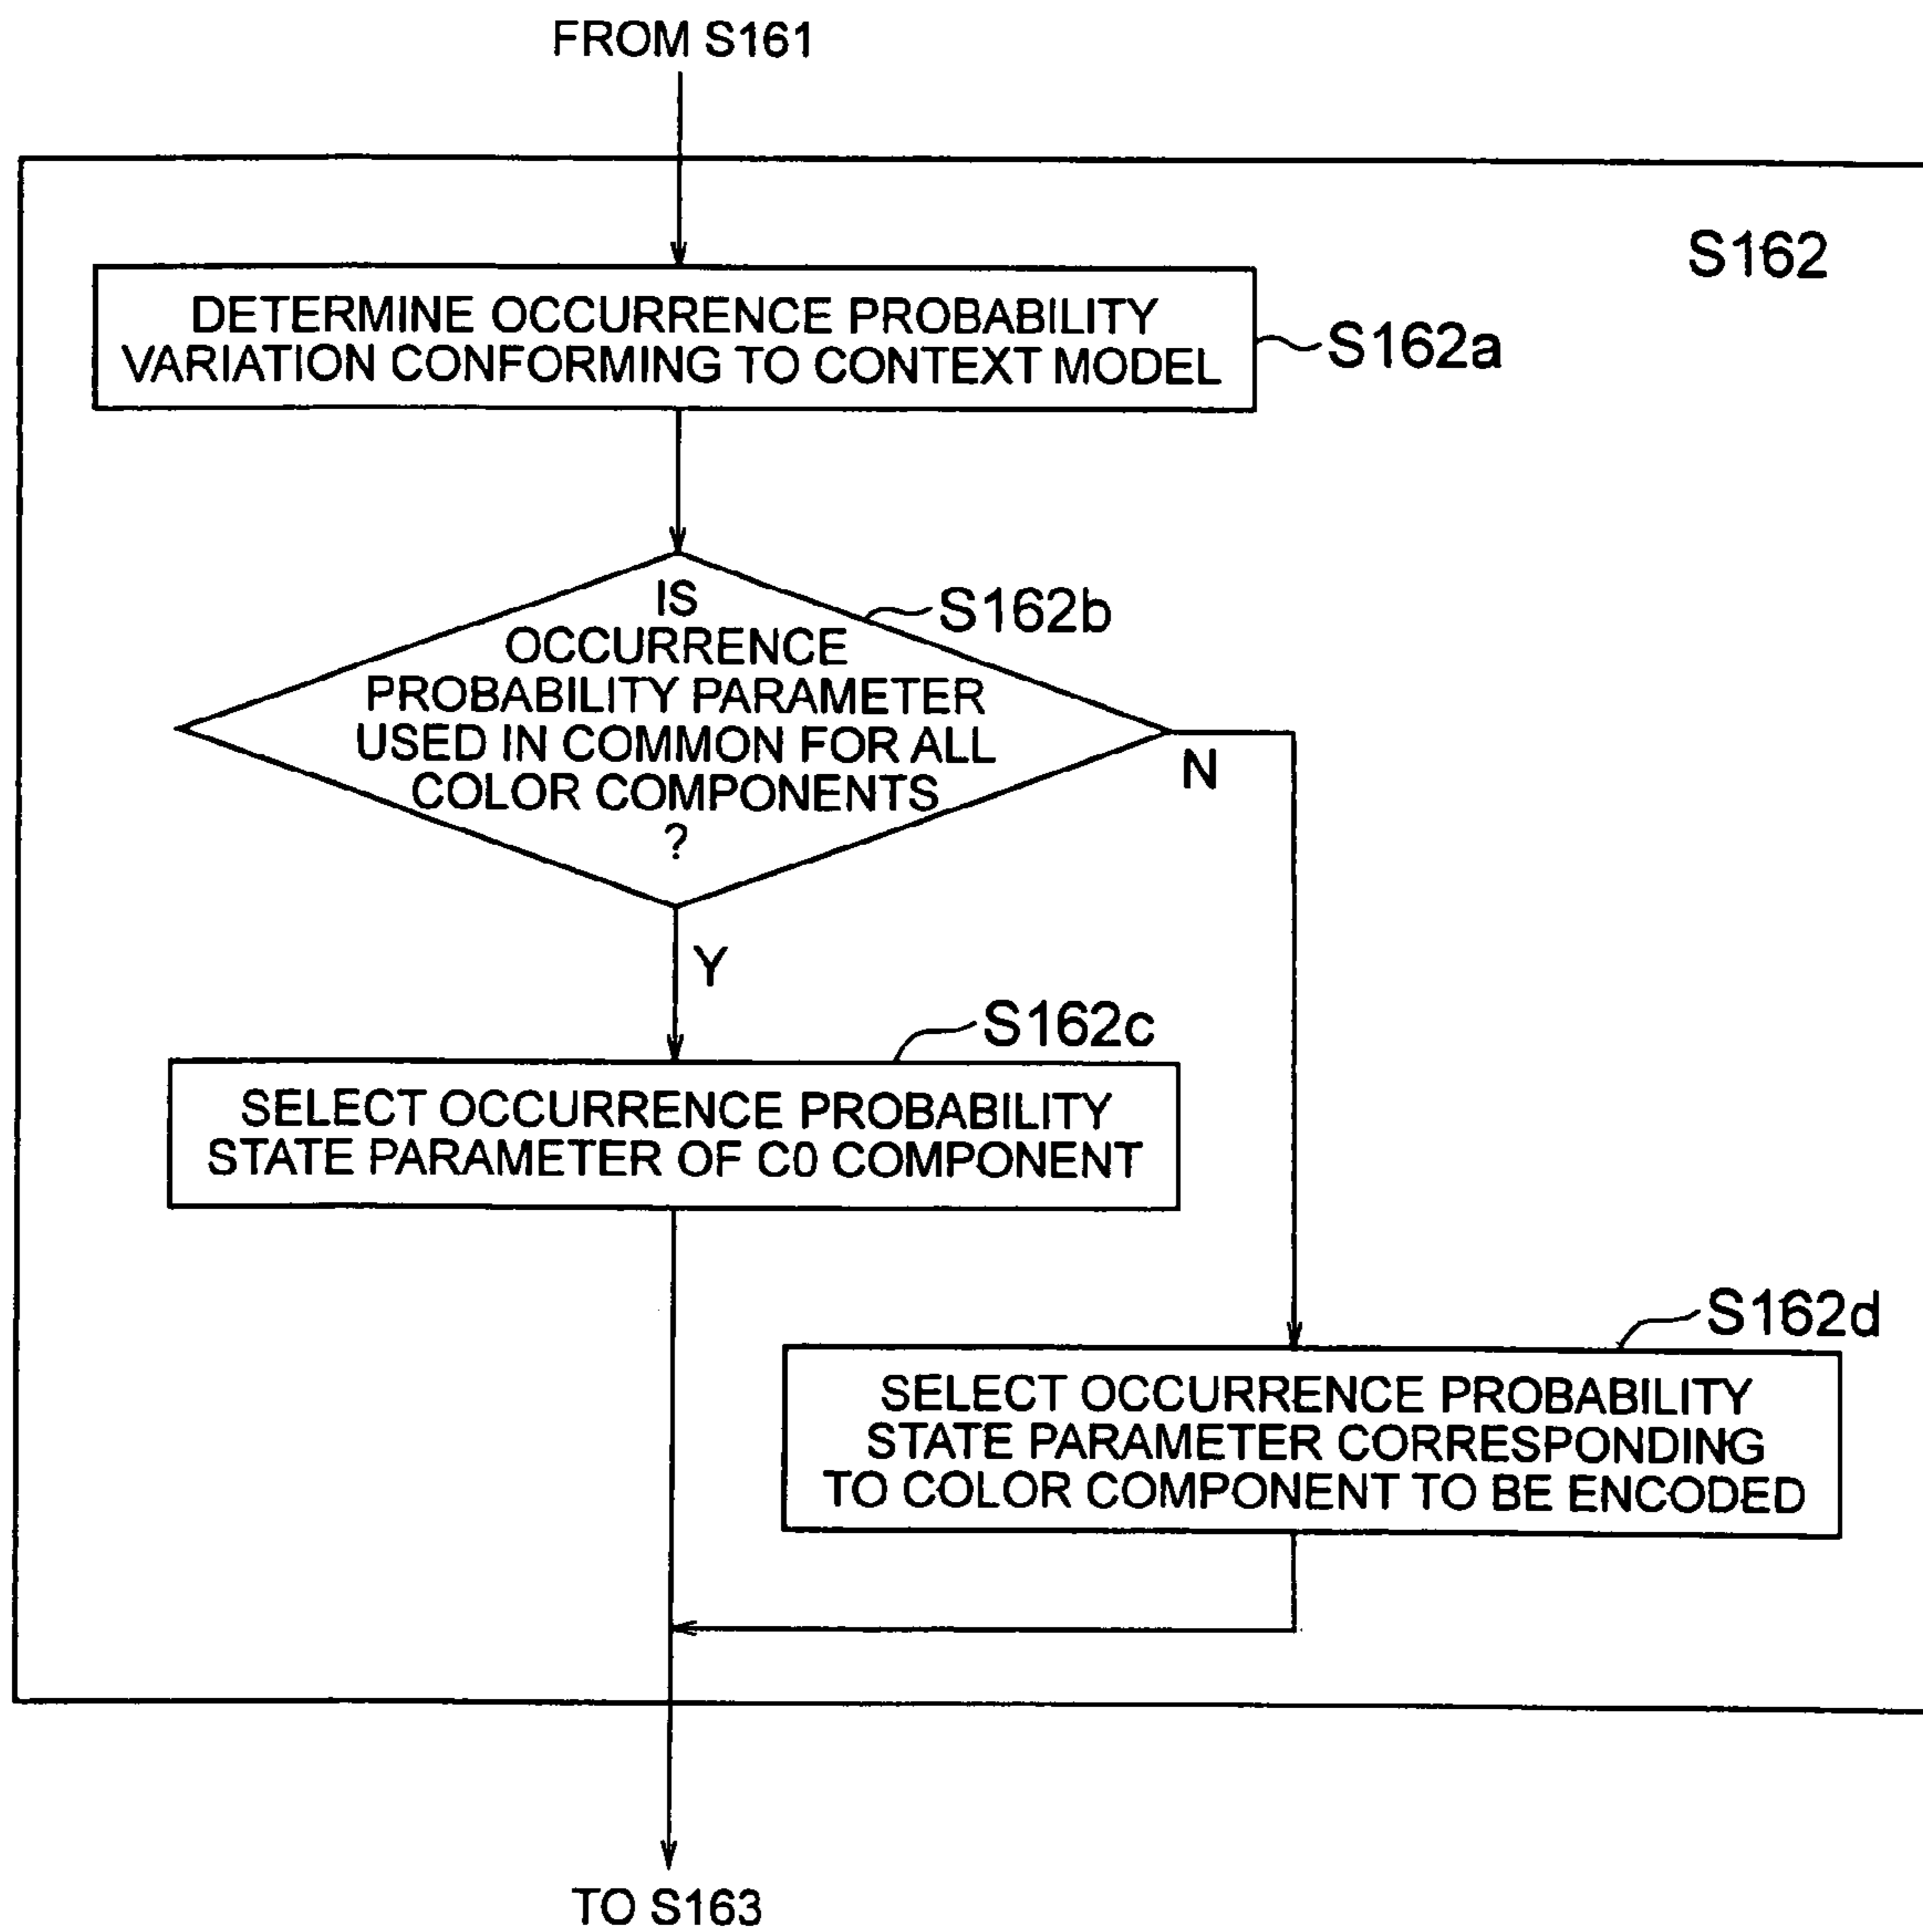 FROM S161
S162
DETERMINE OCCURRENCE PROBABILITY
VARIATION CONFORMING TO CONTEXT MODEL
S162a
IS
OCCURRENCE
PROBABILITY PARAMETER
USED IN COMMON FOR ALL
COLOR COMPONENTS
?
S162b
N
Y
S162c
SELECT OCCURRENCE PROBABILITY
STATE PARAMETER OF C0 COMPONENT
S162d
SELECT OCCURRENCE PROBABILITY
STATE PARAMETER CORRESPONDING
TO COLOR COMPONENT TO BE ENCODED
TO S163